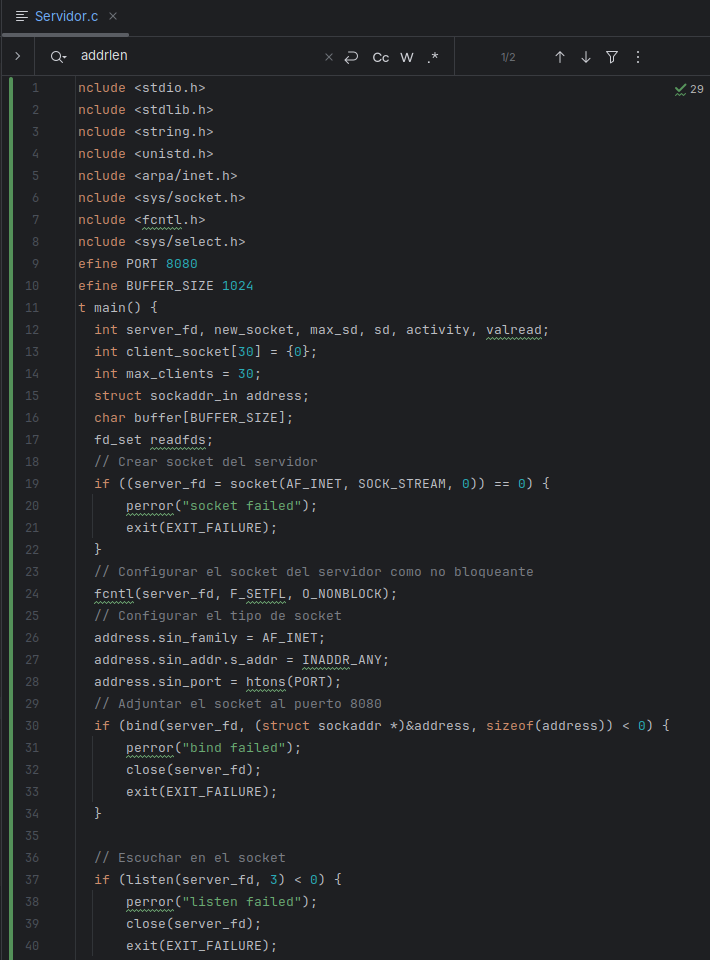 Servidor.c
addrlen
Cc W .* 1/2
29
1 nclude <stdio.h>
2 nclude <stdlib.h>
3 nclude <string.h>
4 nclude <unistd.h>
5 nclude <arpa/inet.h>
6 nclude <sys/socket.h>
7 nclude <fcntl.h>
8 nclude <sys/select.h>
9 efine PORT 8080
10 efine BUFFER_SIZE 1024
11 t main() {
12 int server_fd, new_socket, max_sd, sd, activity, valread;
13 int client_socket[30] = {0};
14 int max_clients = 30;
15 struct sockaddr_in address;
16 char buffer[BUFFER_SIZE];
17 fd_set readfds;
18 // Crear socket del servidor
19 if ((server_fd = socket(AF_INET, SOCK_STREAM, 0)) == 0) {
20 perror("socket failed");
21 exit(EXIT_FAILURE);
22 }
23 // Configurar el socket del servidor como no bloqueante
24 fcntl(server_fd, F_SETFL, O_NONBLOCK);
25 // Configurar el tipo de socket
26 address.sin_family = AF_INET;
27 address.sin_addr.s_addr = INADDR_ANY;
28 address.sin_port = htons(PORT);
29 // Adjuntar el socket al puerto 8080
30 if (bind(server_fd, (struct sockaddr *)&address, sizeof(address)) < 0) {
31 perror("bind failed");
32 close(server_fd);
33 exit(EXIT_FAILURE);
34 }
35
36 // Escuchar en el socket
37 if (listen(server_fd, 3) < 0) {
38 perror("listen failed");
39 close(server_fd);
40 exit(EXIT_FAILURE);